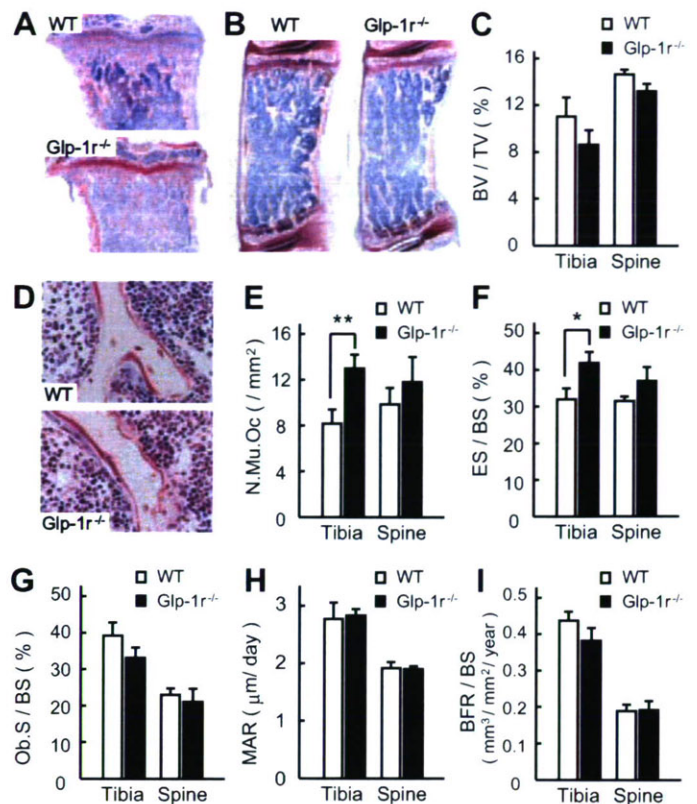 A
WT
Glp-1r-/-
B
WT Glp-1r-/-
C
WT
Glp-1r-/-
BV / TV ( % )
16
12
8
4
0
Tibia Spine
D
WT
Glp-1r-/-
E
WT
Glp-1r-/-
**
N.Mu.Oc ( / mm²)
16
12
8
4
0
Tibia Spine
F
WT
Glp-1r-/-
*
ES / BS ( % )
50
40
30
20
10
0
Tibia Spine
G
WT
Glp-1r-/-
Ob.S / BS ( % )
50
40
30
20
10
0
Tibia Spine
H
WT
Glp-1r-/-
MAR ( µm/ day )
3
2
1
0
Tibia Spine
I
WT
Glp-1r-/-
BFR / BS
( mm³ / mm² / year )
0.5
0.4
0.3
0.2
0.1
0
Tibia Spine